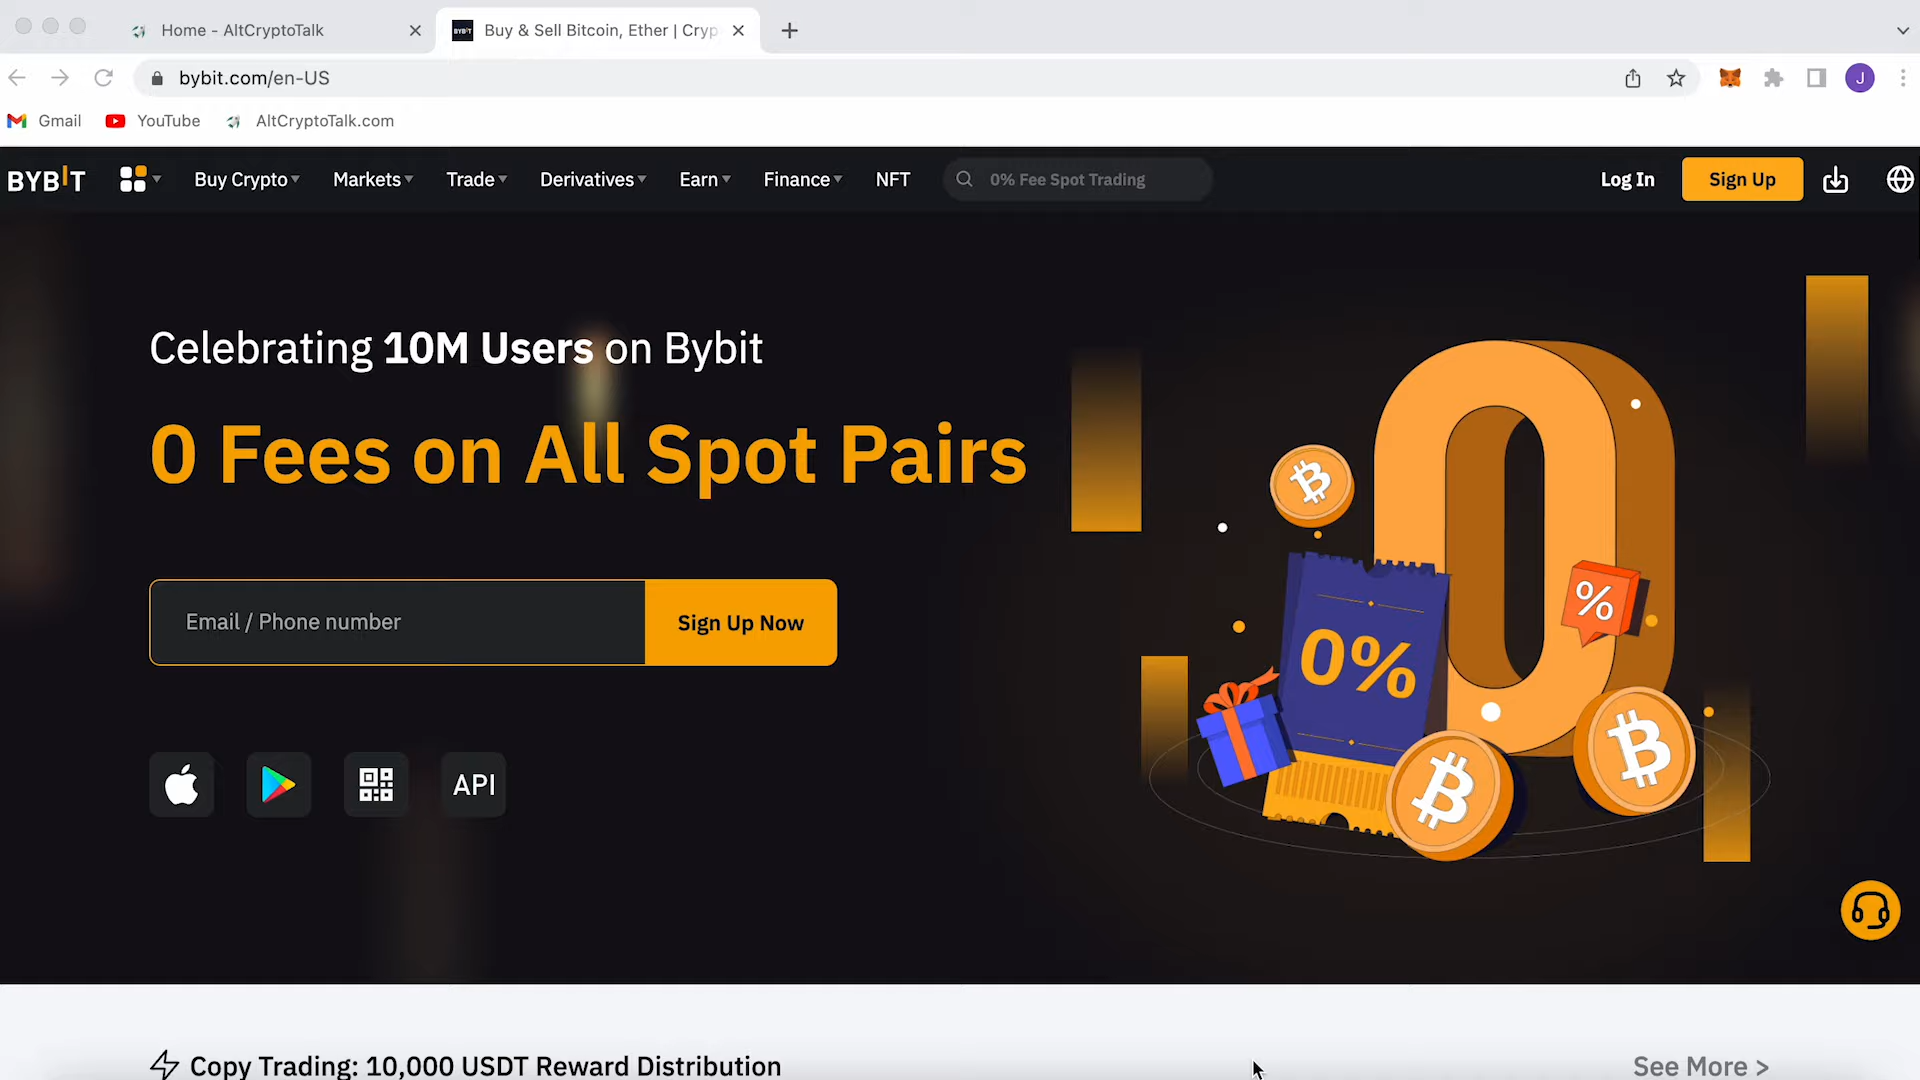 Home - AltCryptoTalk
BYBIT
Buy & Sell Bitcoin, Ether | Cryp
bybit.com/en-US
J
Gmail
YouTube
AltCryptoTalk.com
BYBIT
Buy Crypto
Markets
Trade
Derivatives
Earn
Finance
NFT
0% Fee Spot Trading
Log In
Sign Up
Celebrating 10M Users on Bybit
0 Fees on All Spot Pairs
Email / Phone number
Sign Up Now
API
0
%
0%
Copy Trading: 10,000 USDT Reward Distribution
See More >